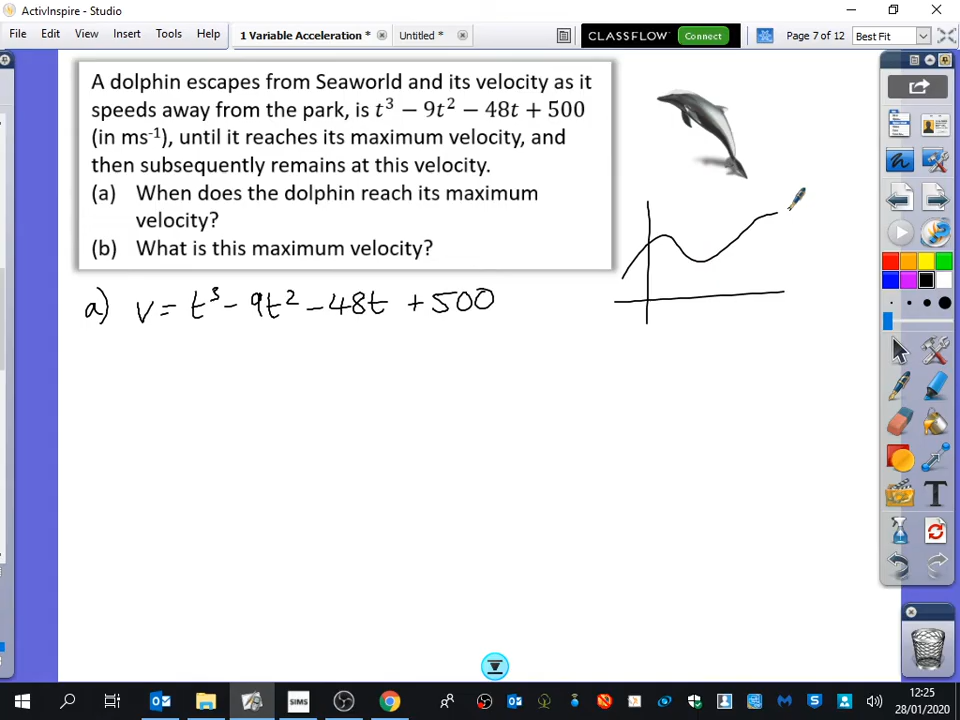 ActivInspire - Studio
File Edit View Insert Tools Help
1 Variable Acceleration *
Untitled *
CLASSFLOW™ Connect
Page 7 of 12
Best Fit
A dolphin escapes from Seaworld and its velocity as it
speeds away from the park, is t³ − 9t² − 48t + 500
(in ms⁻¹), until it reaches its maximum velocity, and
then subsequently remains at this velocity.
(a) When does the dolphin reach its maximum
velocity?
(b) What is this maximum velocity?
a) v = t³ - 9t² - 48t + 500
T
SIMS
12:25
28/01/2020